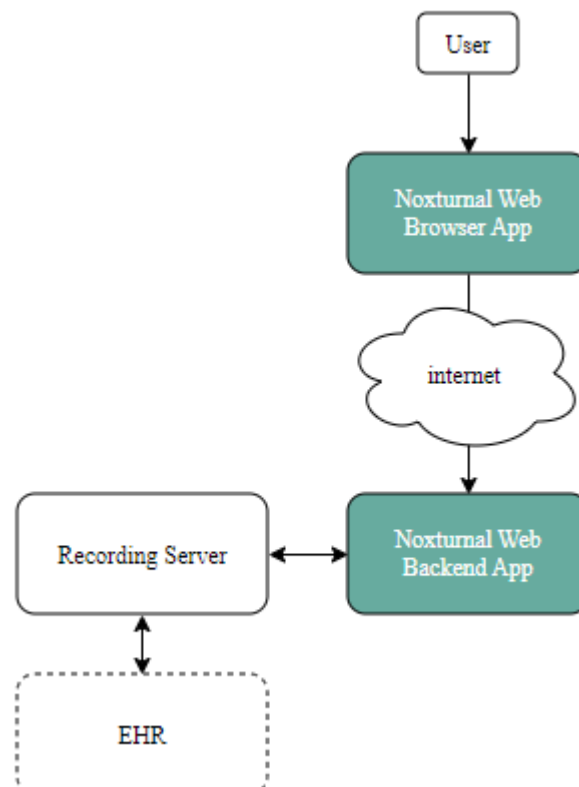 User
Noxturnal Web
Browser App
internet
Recording Server
Noxturnal Web
Backend App
EHR